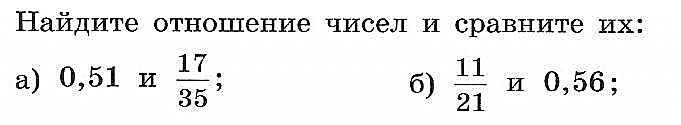 Найдите отношение чисел и сравните их:
а) 0,51 и 17/35; б) 11/21 и 0,56;